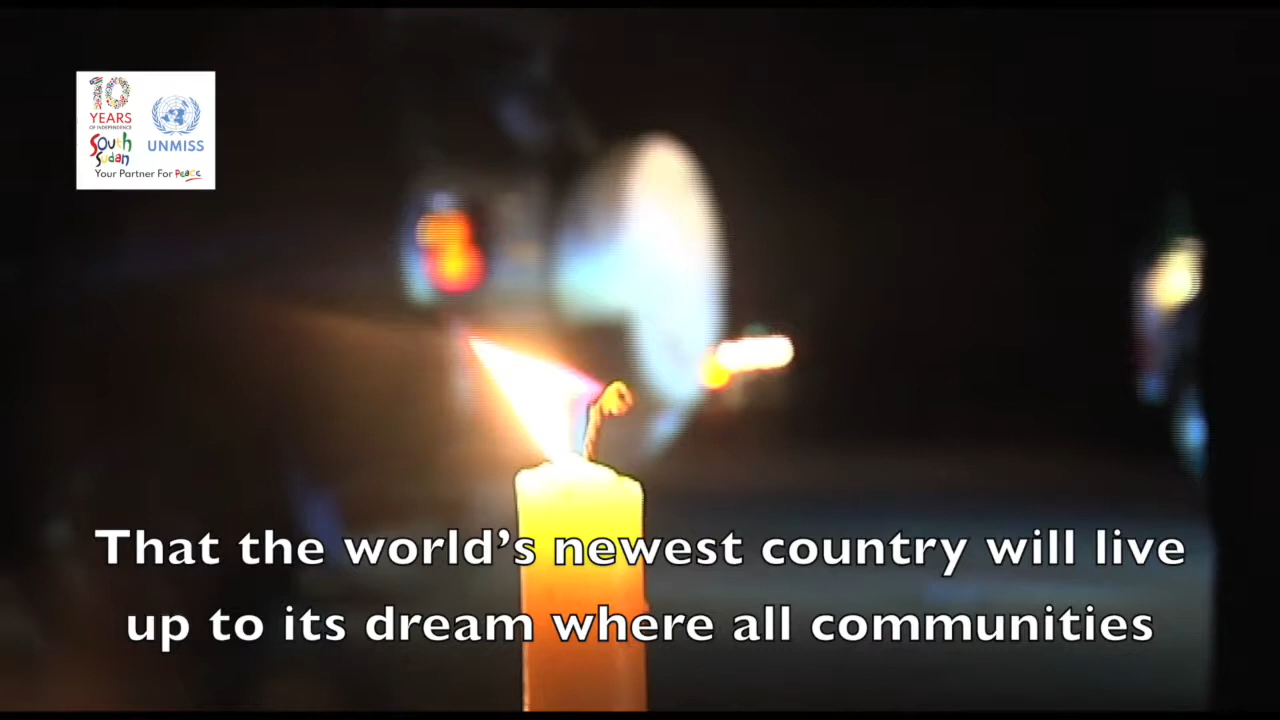 10
YEARS
OF INDEPENDENCE
South
Sudan
UNMISS
Your Partner For Peace
That the world’s newest country will live
up to its dream where all communities